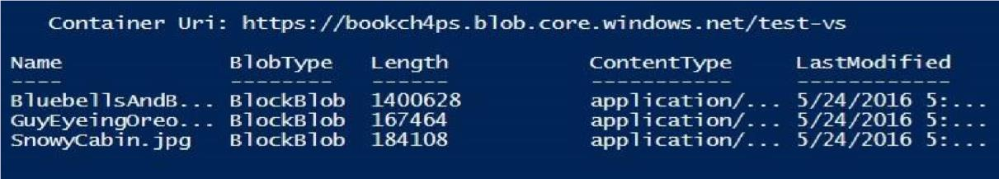 Container Uri: https://bookch4ps.blob.core.windows.net/test-vs
Name BlobType Length ContentType LastModified
---- -------- ------ ----------- ------------
BluebellsAndB... BlockBlob 1400628 application/... 5/24/2016 5:...
GuyEyeingOreo... BlockBlob 167464 application/... 5/24/2016 5:...
SnowyCabin.jpg BlockBlob 184108 application/... 5/24/2016 5:...